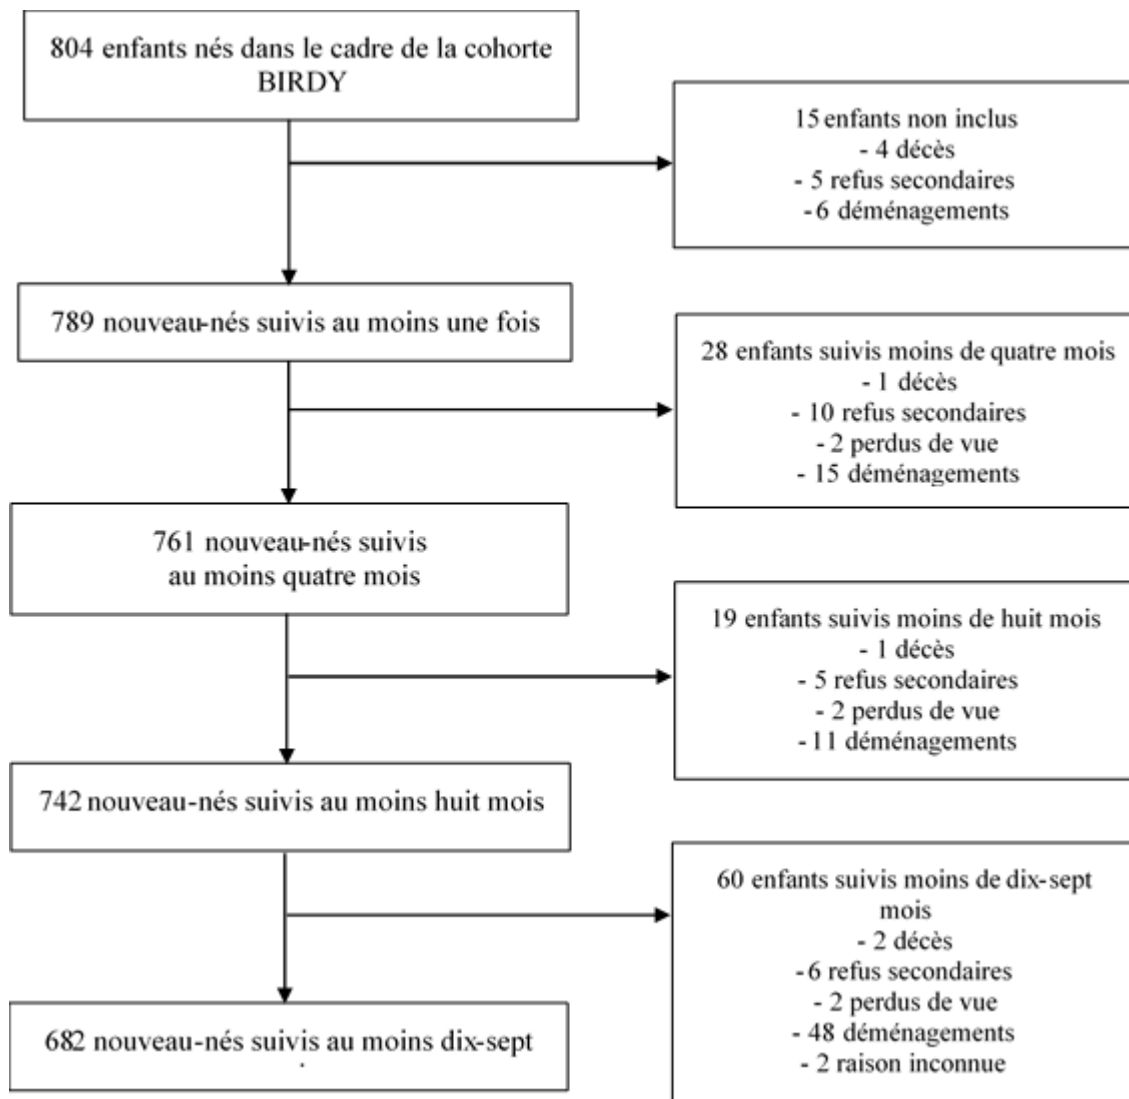 804 enfants nés dans le cadre de la cohorte
BIRDY
15 enfants non inclus
- 4 décès
- 5 refus secondaires
-6 déménagements
789 nouveau-nés suivis au moins une fois
28 enfants suivis moins de quatre mois
- 1 décès
- 10 refus secondaires
- 2 perdus de vue
- 15 déménagements
761 nouveau-nés suivis
au moins quatre mois
19 enfants suivis moins de huit mois
- 1 décès
- 5 refus secondaires
- 2 perdus de vue
-11 déménagements
742 nouveau-nés suivis au moins huit mois
60 enfants suivis moins de dix-sept
mois
- 2 décès
-6 refus secondaires
- 2 perdus de vue
- 48 déménagements
- 2 raison inconnue
682 nouveau-nés suivis au moins dix-sept